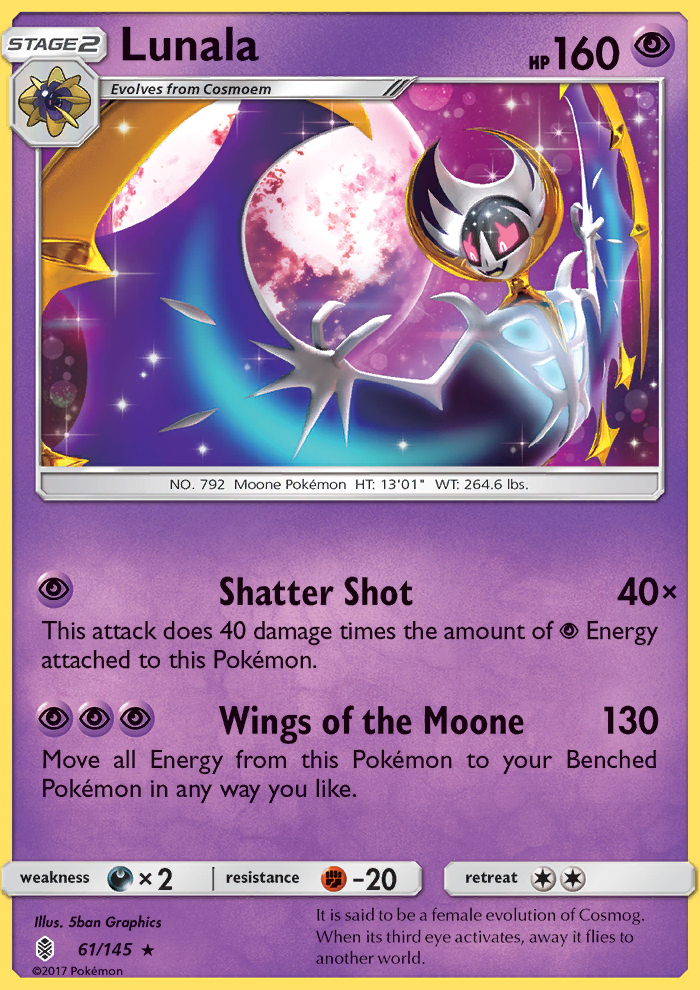 STAGE2 Lunala HP160
Evolves from Cosmoem
NO. 792 Moone Pokémon HT: 13'01" WT: 264.6 lbs.
Shatter Shot 40×
This attack does 40 damage times the amount of Energy
attached to this Pokémon.
Wings of the Moone 130
Move all Energy from this Pokémon to your Benched
Pokémon in any way you like.
weakness ×2 resistance -20 retreat
Illus. 5ban Graphics
61/145 ★
©2017 Pokémon
It is said to be a female evolution of Cosmog.
When its third eye activates, away it flies to
another world.